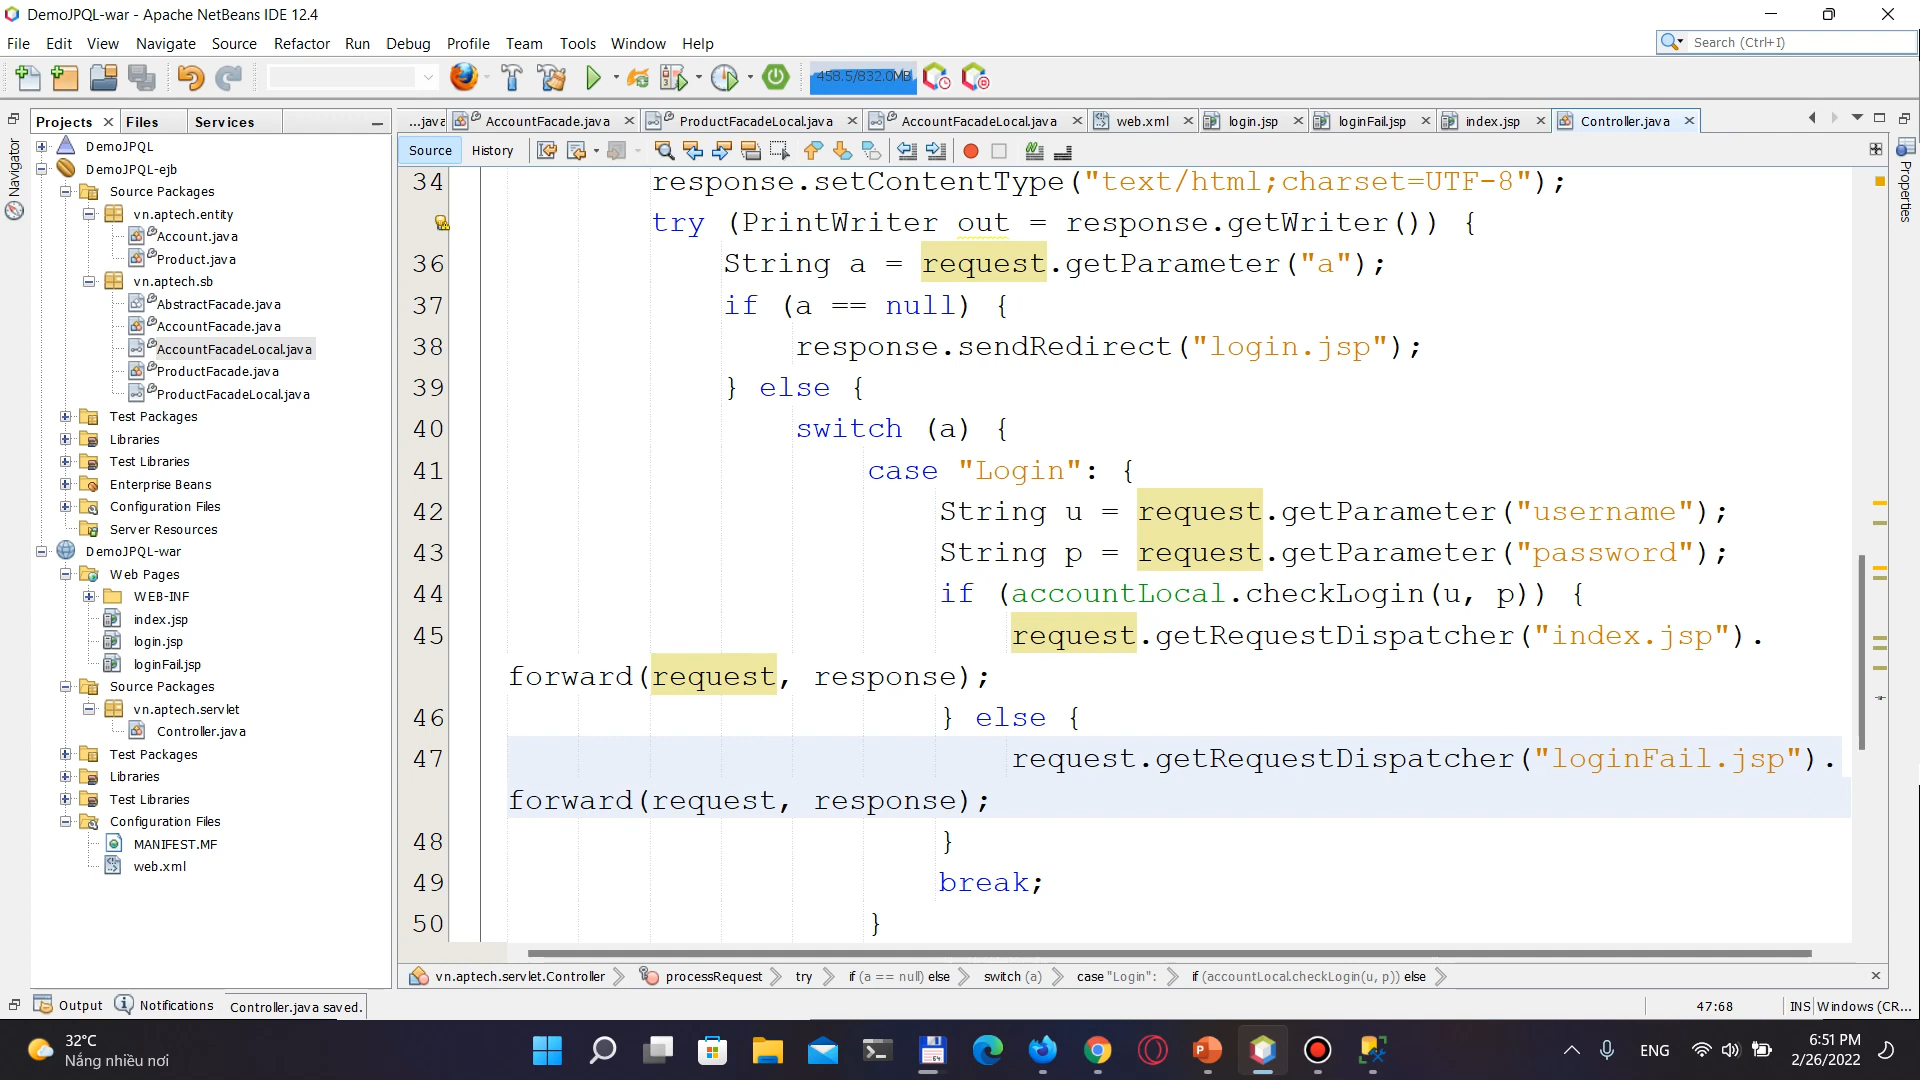 DemoJPQL-war - Apache NetBeans IDE 12.4
File Edit View Navigate Source Refactor Run Debug Profile Team Tools Window Help
Search (Ctrl+I)
458.5/832.0MB
Projects Files Services
...java AccountFacade.java ProductFacadeLocal.java AccountFacadeLocal.java web.xml login.jsp loginFail.jsp index.jsp Controller.java
Source History
Navigator
Properties
DemoJPQL
DemoJPQL-ejb
Source Packages
vn.aptech.entity
Account.java
Product.java
vn.aptech.sb
AbstractFacade.java
AccountFacade.java
AccountFacadeLocal.java
ProductFacade.java
ProductFacadeLocal.java
Test Packages
Libraries
Test Libraries
Enterprise Beans
Configuration Files
Server Resources
DemoJPQL-war
Web Pages
WEB-INF
index.jsp
login.jsp
loginFail.jsp
Source Packages
vn.aptech.servlet
Controller.java
Test Packages
Libraries
Test Libraries
Configuration Files
MANIFEST.MF
web.xml
34 response.setContentType("text/html;charset=UTF-8");
try (PrintWriter out = response.getWriter()) {
36 String a = request.getParameter("a");
37 if (a == null) {
38 response.sendRedirect("login.jsp");
39 } else {
40 switch (a) {
41 case "Login": {
42 String u = request.getParameter("username");
43 String p = request.getParameter("password");
44 if (accountLocal.checkLogin(u, p)) {
45 request.getRequestDispatcher("index.jsp").
forward(request, response);
46 } else {
47 request.getRequestDispatcher("loginFail.jsp").
forward(request, response);
48 }
49 break;
50 }
vn.aptech.servlet.Controller processRequest try if (a == null) else switch (a) case "Login": if (accountLocal.checkLogin(u, p)) else
Output Notifications Controller.java saved. 47:68 INS Windows (CR...
32°C
Nắng nhiều nơi
ENG
6:51 PM
2/26/2022